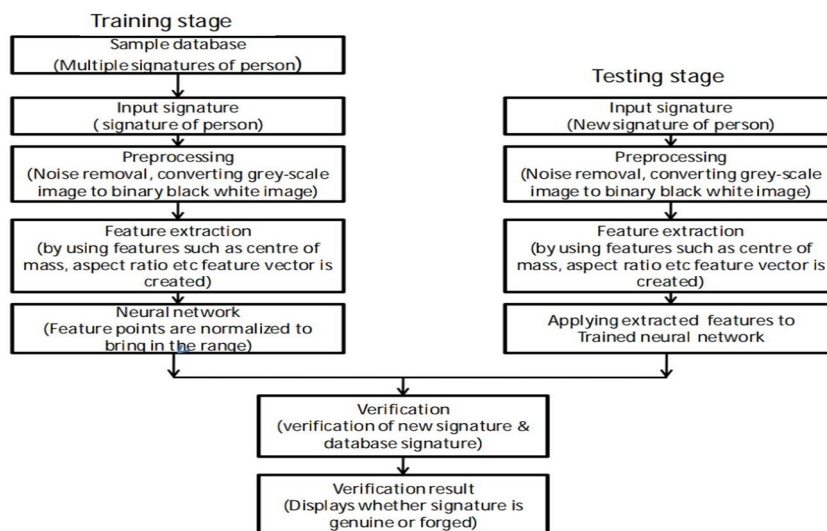 Training stage
Sample database
(Multiple signatures of person)
Input signature
( signature of person)
Preprocessing
(Noise removal, converting grey-scale
image to binary black white image)
Feature extraction
(by using features such as centre of
mass, aspect ratio etc feature vector is
created)
Neural network
(Feature points are normalized to
bring in the range)
Testing stage
Input signature
(New signature of person)
Preprocessing
(Noise removal, converting grey-scale
image to binary black white image)
Feature extraction
(by using features such as centre of
mass, aspect ratio etc feature vector is
created)
Applying extracted features to
Trained neural network
Verification
(verification of new signature &
database signature)
Verification result
(Displays whether signature is
genuine or forged)